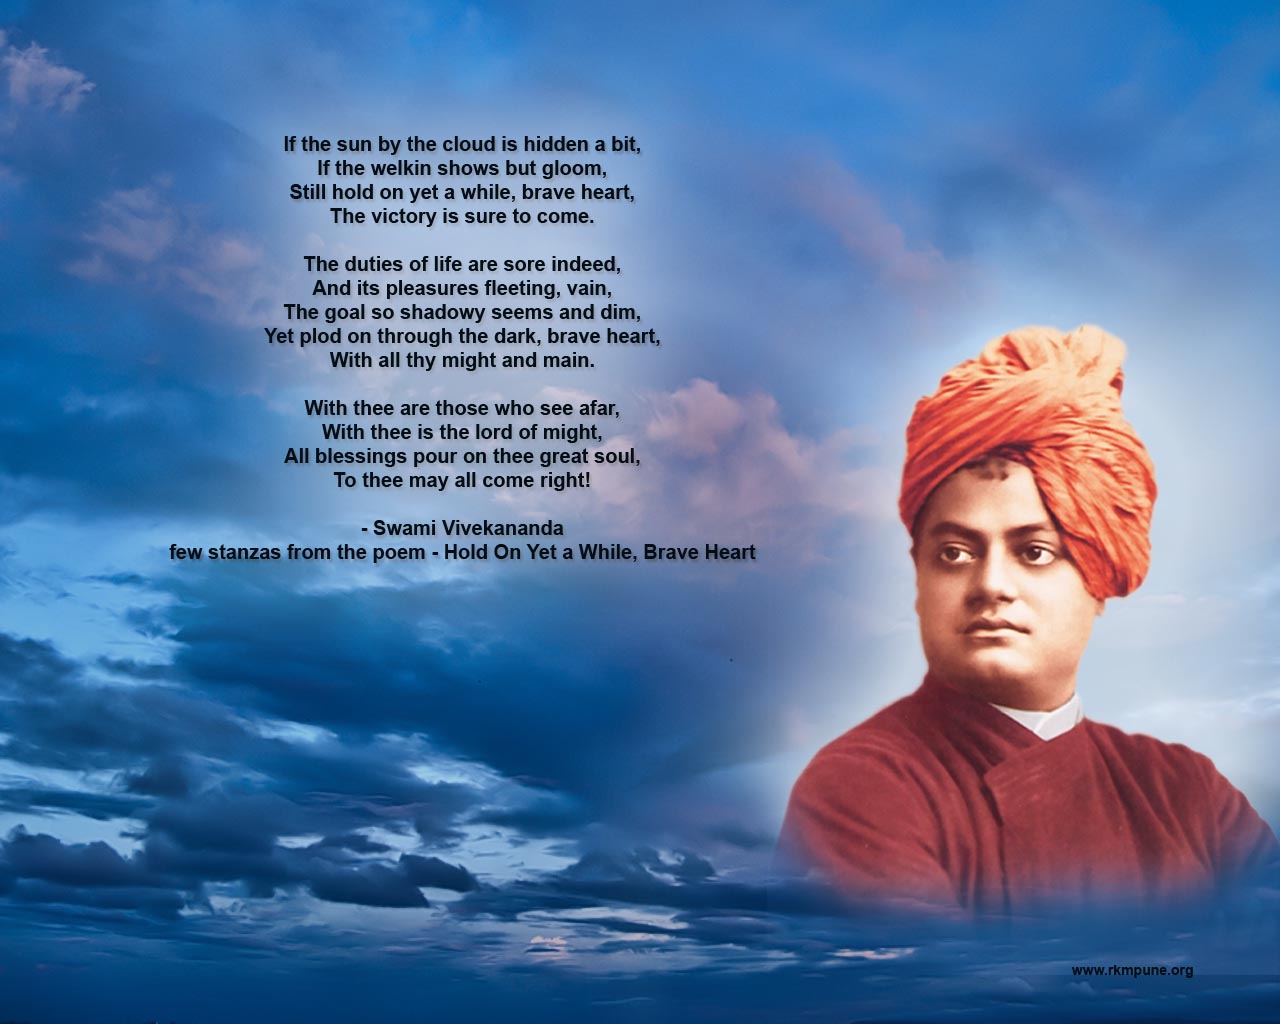 If the sun by the cloud is hidden a bit,
If the welkin shows but gloom,
Still hold on yet a while, brave heart,
The victory is sure to come.
The duties of life are sore indeed,
And its pleasures fleeting, vain,
The goal so shadowy seems and dim,
Yet plod on through the dark, brave heart,
With all thy might and main.
With thee are those who see afar,
With thee is the lord of might,
All blessings pour on thee great soul,
To thee may all come right!
- Swami Vivekananda
few stanzas from the poem - Hold On Yet a While, Brave Heart
www.rkmpune.org